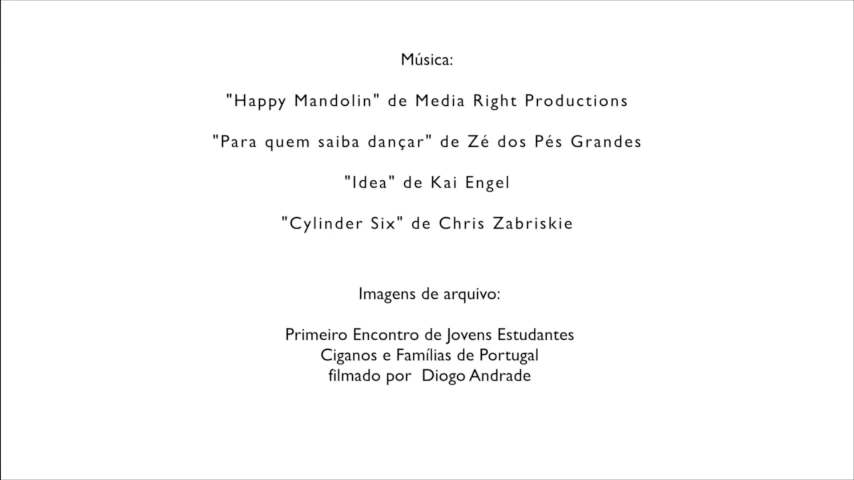 Música:
"Happy Mandolin" de Media Right Productions
"Para quem saiba dançar" de Zé dos Pés Grandes
"Idea" de Kai Engel
"Cylinder Six" de Chris Zabriskie
Imagens de arquivo:
Primeiro Encontro de Jovens Estudantes
Ciganos e Famílias de Portugal
filmado por  Diogo Andrade